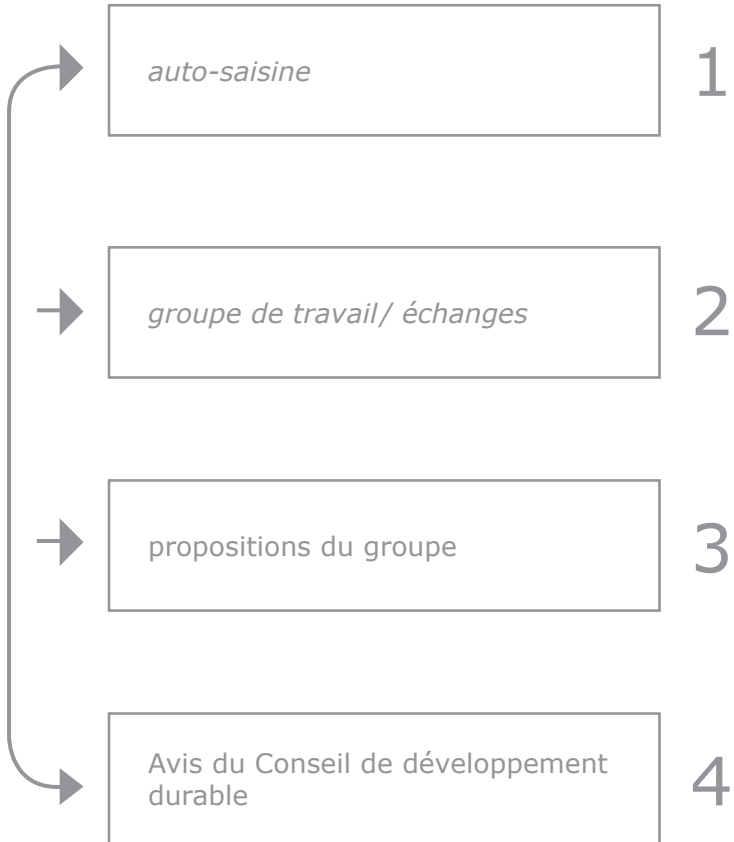 auto-saisine
1
groupe de travail/ échanges
2
propositions du groupe
3
Avis du Conseil de développement
durable
4